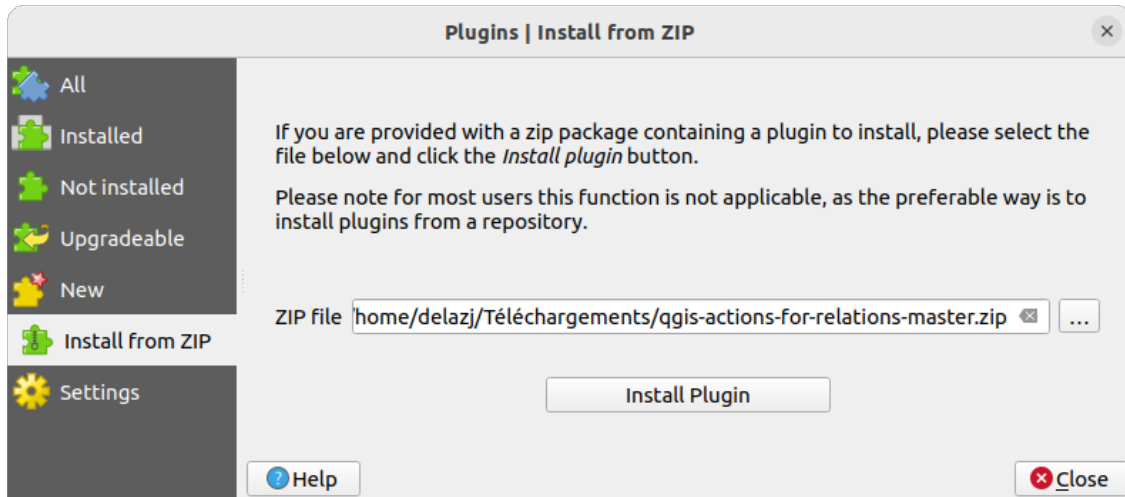 Plugins | Install from ZIP
All
Installed
Not installed
Upgradeable
New
Install from ZIP
Settings
If you are provided with a zip package containing a plugin to install, please select the
file below and click the Install plugin button.
Please note for most users this function is not applicable, as the preferable way is to
install plugins from a repository.
ZIP file /home/delazj/Téléchargements/qgis-actions-for-relations-master.zip ...
Install Plugin
Help
Close